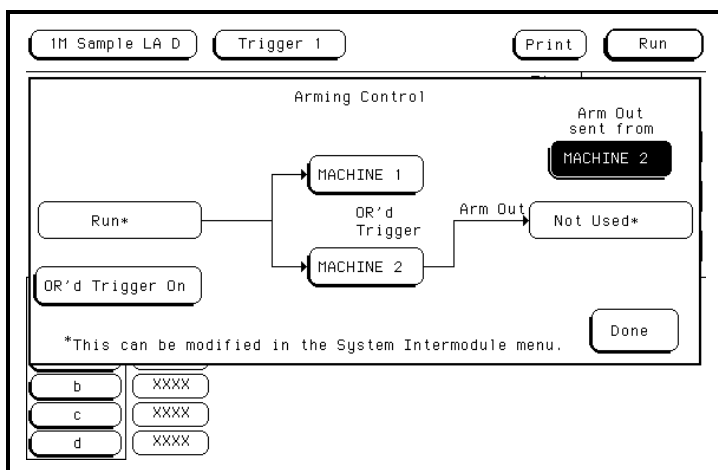 1M Sample LA D
Trigger 1
Print
Run
Arming Control
Arm Out
sent from
MACHINE 2
MACHINE 1
Run*
OR'd
Trigger
Arm Out
Not Used*
MACHINE 2
OR'd Trigger On
Done
*This can be modified in the System Intermodule menu.
b
XXXX
c
XXXX
d
XXXX